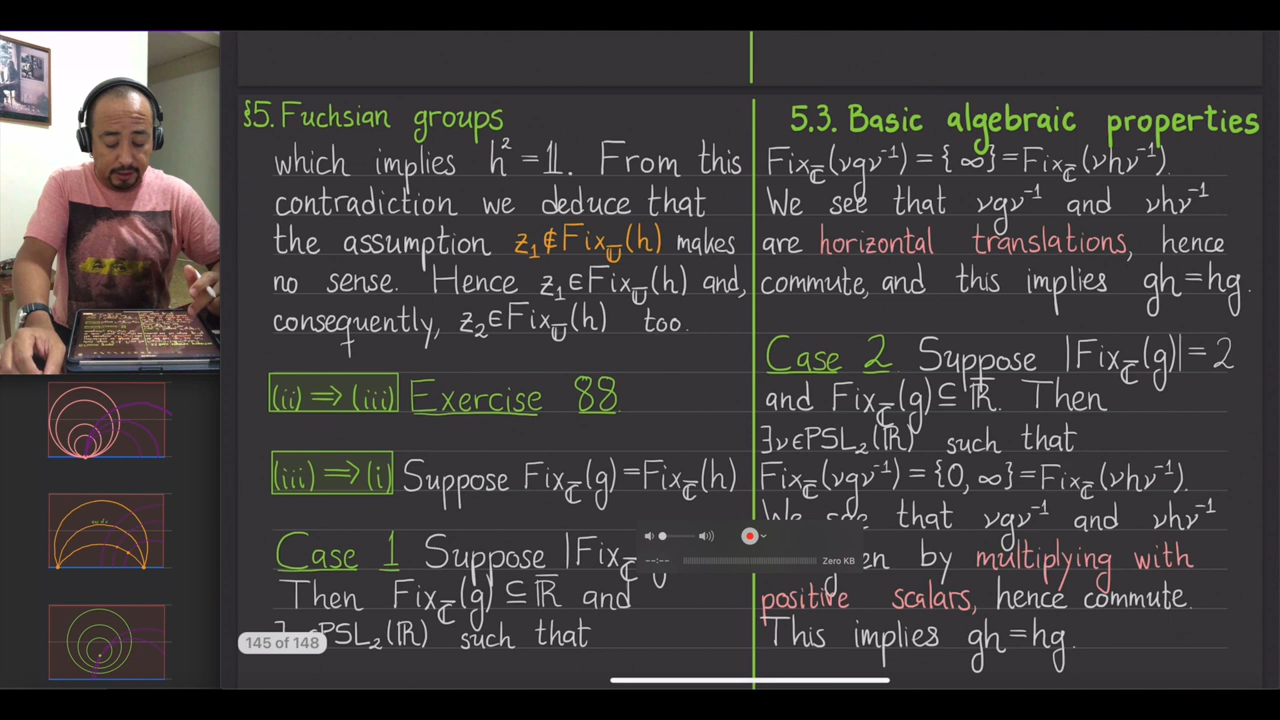 §5. Fuchsian groups
which implies h² = 𝟙. From this
contradiction we deduce that
the assumption z₁∉Fix_Ū(h) makes
no sense. Hence z₁∈Fix_Ū(h) and,
consequently, z₂∈Fix_Ū(h) too.
(ii) ⟹ (iii) Exercise 88
(iii) ⟹ (i) Suppose Fix_ℂ̄(g) = Fix_ℂ̄(h)
Case 1 Suppose |Fix
Then Fix_ℂ̄(g) ⊆ ℝ̄ and
∃ν∈PSL₂(ℝ) such that
145 of 148
5.3. Basic algebraic properties
Fix_ℂ̄(νgν⁻¹) = {∞} = Fix_ℂ̄(νhν⁻¹).
We see that νgν⁻¹ and νhν⁻¹
are horizontal translations, hence
commute, and this implies gh = hg.
Case 2 Suppose |Fix_ℂ̄(g)| = 2
and Fix_ℂ̄(g) ⊆ ℝ̄. Then
∃ν∈PSL₂(ℝ) such that
Fix_ℂ̄(νgν⁻¹) = {0, ∞} = Fix_ℂ̄(νhν⁻¹).
We see that νgν⁻¹ and νhν⁻¹
by multiplying with
positive scalars, hence commute.
This implies gh = hg.
--:--
Zero KB